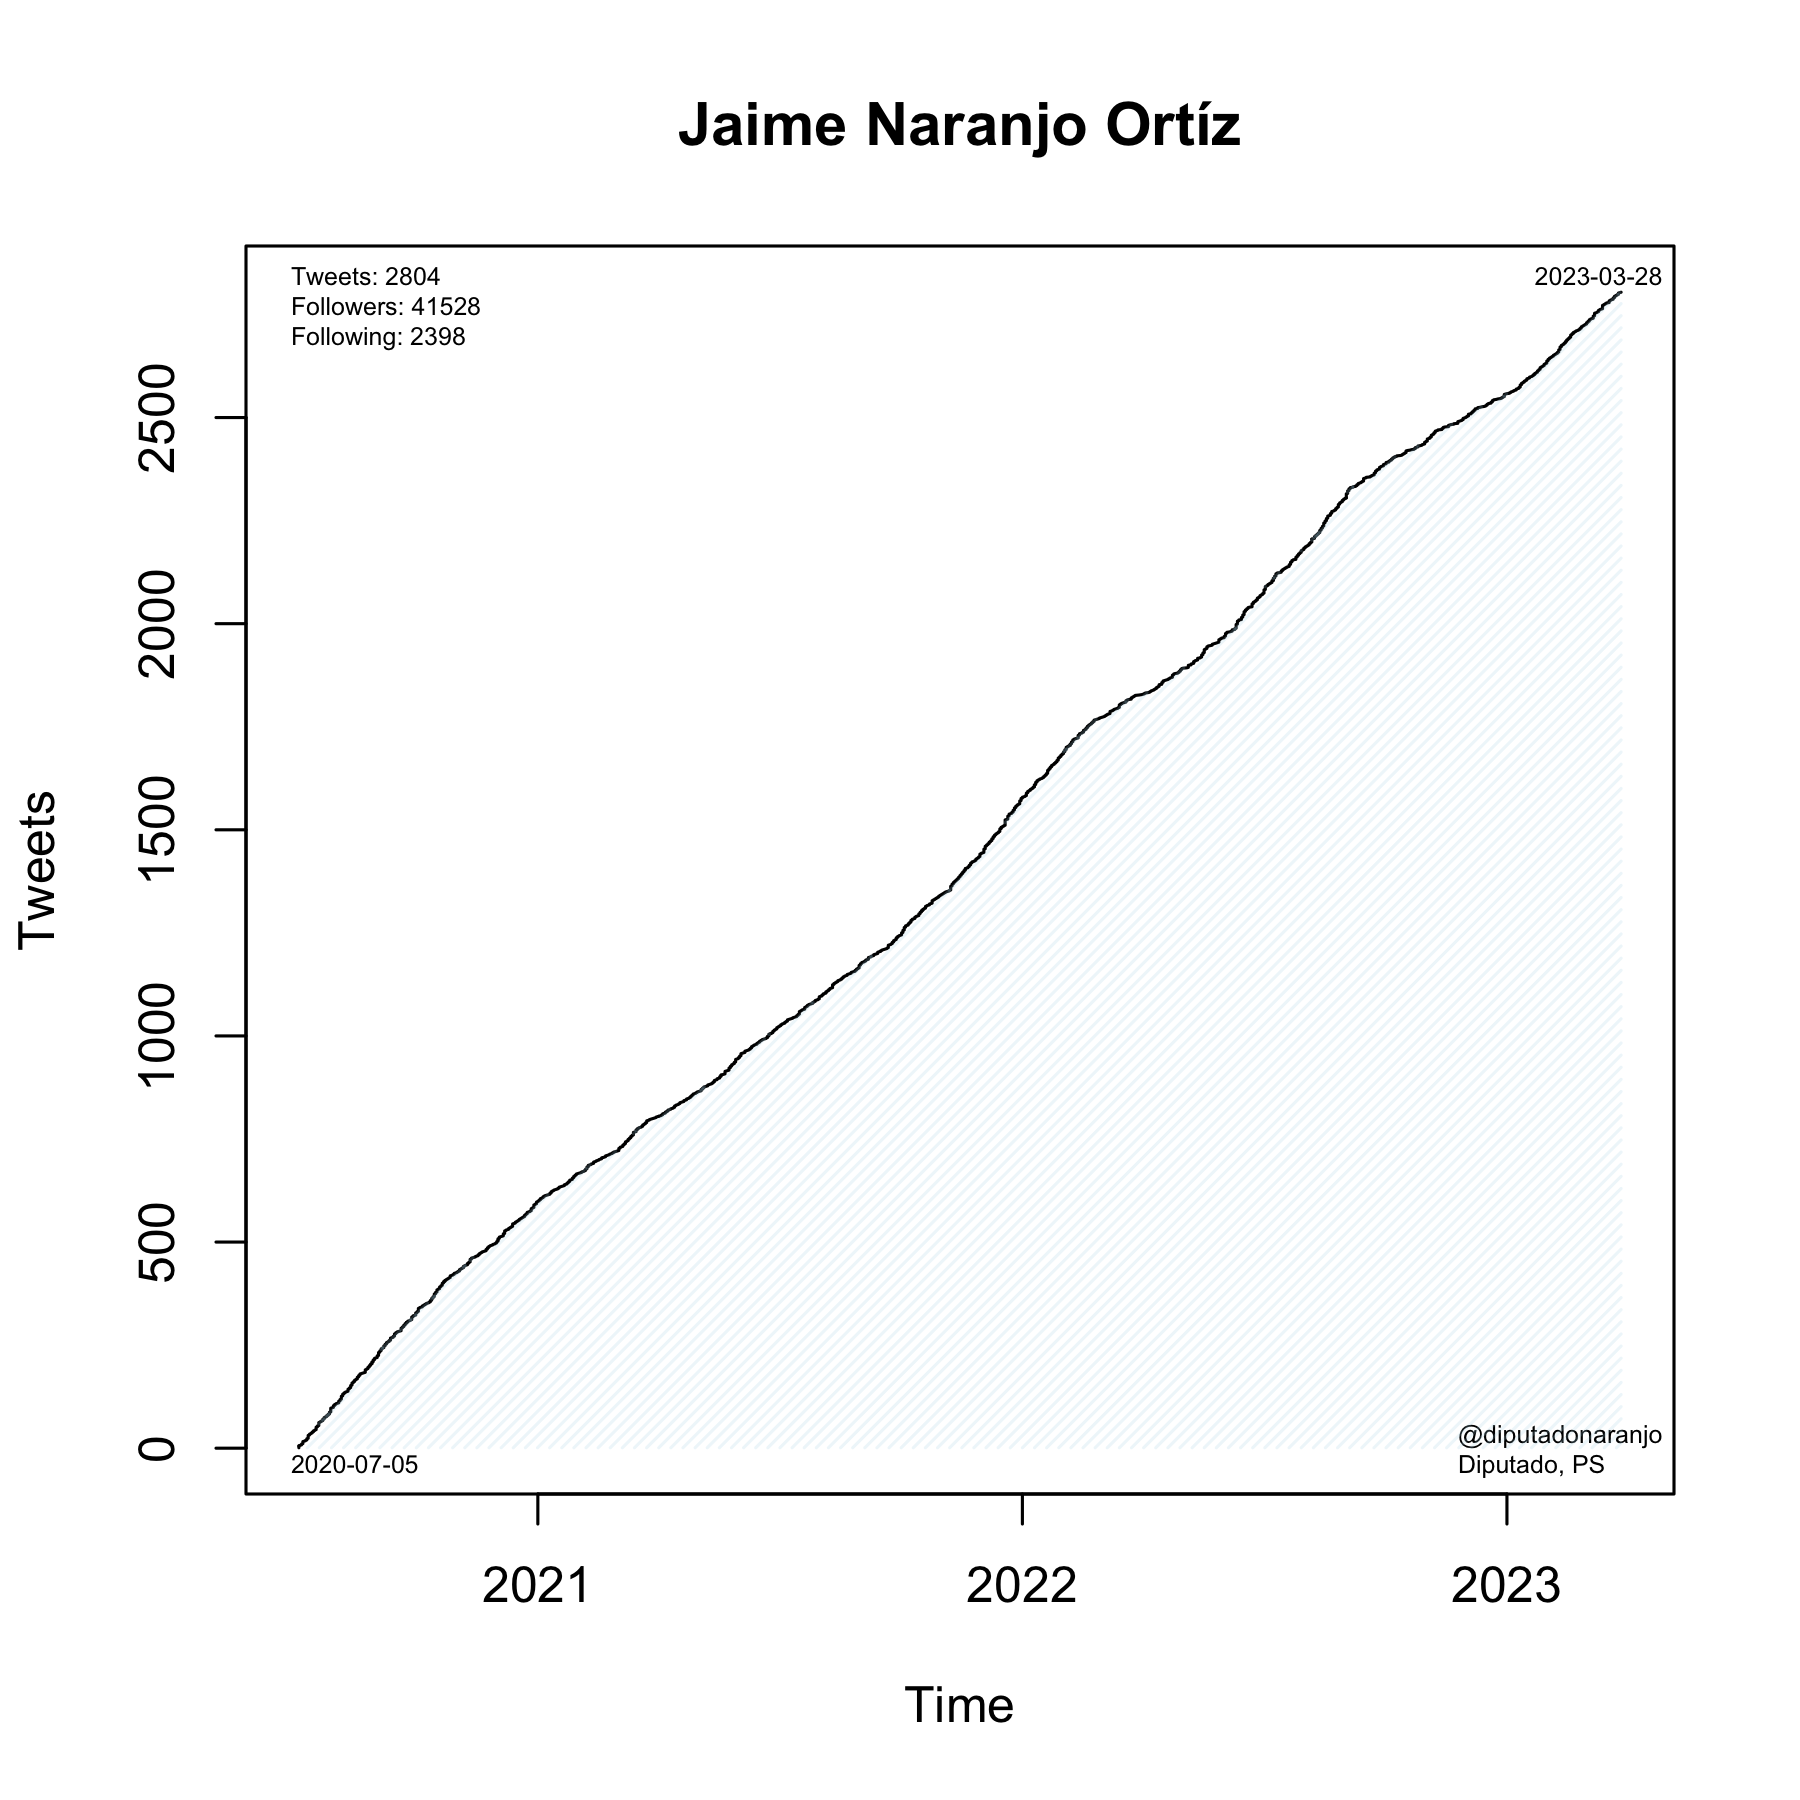 Jaime Naranjo Ortíz
Tweets: 2804
Followers: 41528
Following: 2398
2023-03-28
Tweets
2500
2000
1500
1000
500
0
@diputadonaranjo
Diputado, PS
2020-07-05
2021
2022
2023
Time